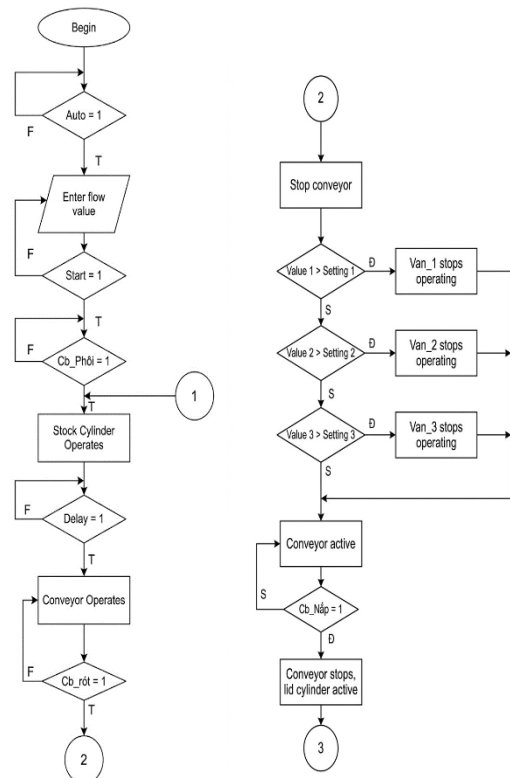 Begin
Auto = 1
F
T
Enter flow
value
F
Start = 1
T
F
Cb_Phôi = 1
T
1
Stock Cylinder
Operates
F
Delay = 1
T
Conveyor Operates
F
Cb_rót = 1
T
2
2
Stop conveyor
Value 1 > Setting 1
Đ
Van_1 stops
operating
S
Value 2 > Setting 2
Đ
Van_2 stops
operating
S
Value 3 > Setting 3
Đ
Van_3 stops
operating
S
Conveyor active
S
Cb_Nắp = 1
Đ
Conveyor stops,
lid cylinder active
3